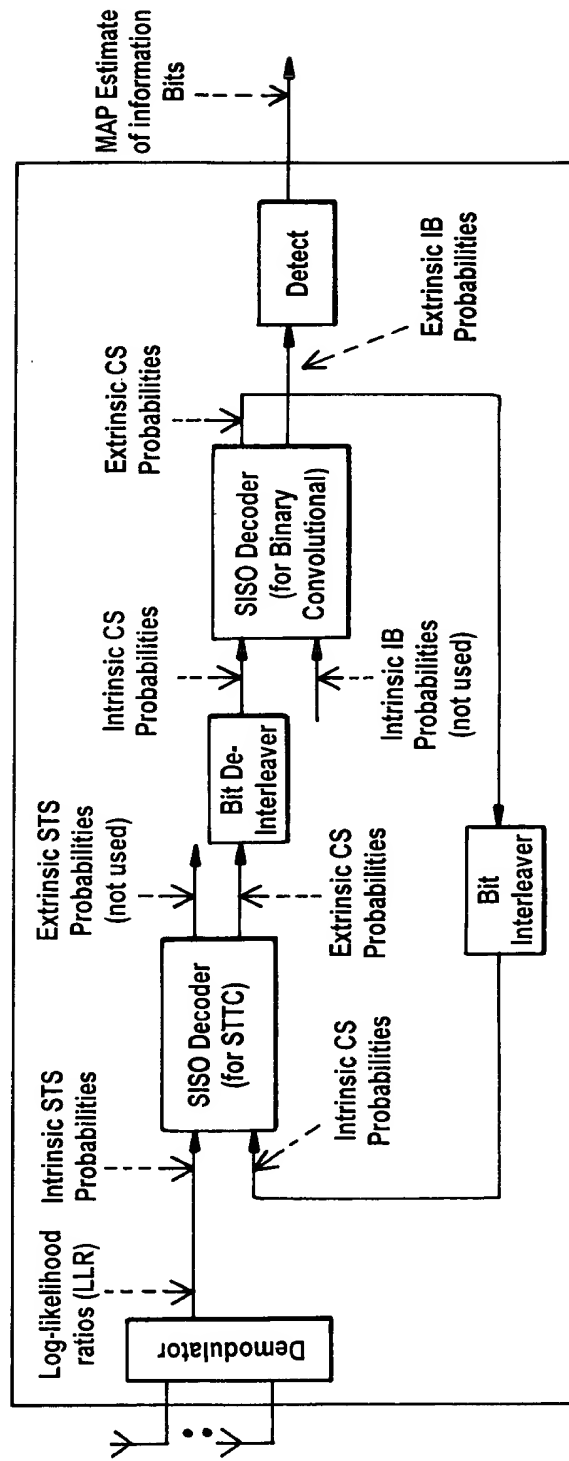 MAP Estimate
of information
Bits
Detect
Extrinsic IB
Probabilities
Extrinsic CS
Probabilities
SISO Decoder
(for Binary
Convolutional)
Intrinsic CS
Probabilities
Intrinsic IB
Probabilities
(not used)
Bit De-
Interleaver
Extrinsic STS
Probabilities
(not used)
Extrinsic CS
Probabilities
Bit
Interleaver
SISO Decoder
(for STTC)
Intrinsic STS
Probabilities
Intrinsic CS
Probabilities
Log-likelihood
ratios (LLR)
Demodulator